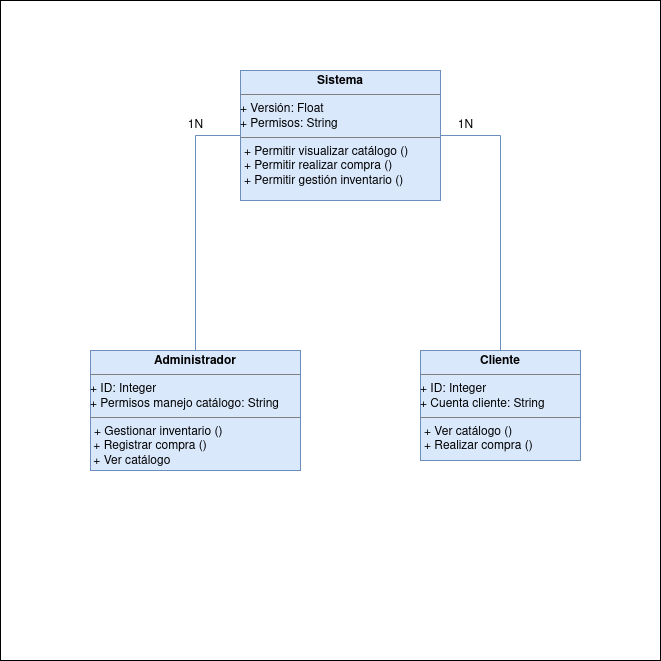 Sistema
+ Versión: Float
+ Permisos: String
1N
1N
+ Permitir visualizar catálogo ()
+ Permitir realizar compra ()
+ Permitir gestión inventario ()
Administrador
+ ID: Integer
+ Permisos manejo catálogo: String
+ Gestionar inventario ()
+ Registrar compra ()
+ Ver catálogo
Cliente
+ ID: Integer
+ Cuenta cliente: String
+ Ver catálogo ()
+ Realizar compra ()